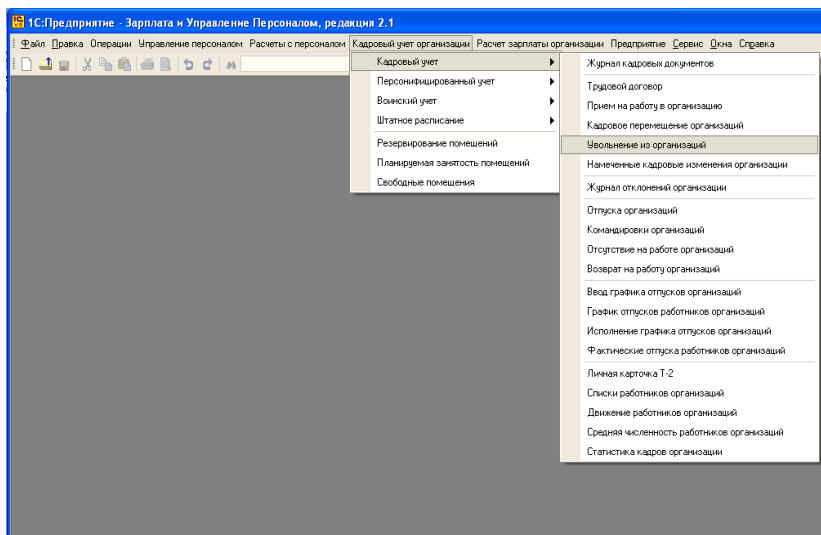 1С:Предприятие - Зарплата и Управление Персоналом, редакция 2.1
Файл Правка Операции Управление персоналом Расчеты с персоналом Кадровый учет организации Расчет зарплаты организации Предприятие Сервис Окна Справка
Кадровый учет
Персонифицированный учет
Воинский учет
Штатное расписание
Резервирование помещений
Планируемая занятость помещений
Свободные помещения
Журнал кадровых документов
Трудовой договор
Прием на работу в организацию
Кадровое перемещение организаций
Увольнение из организаций
Намеченные кадровые изменения организации
Журнал отклонений организации
Отпуска организаций
Командировки организаций
Отсутствие на работе организаций
Возврат на работу организаций
Ввод графика отпусков организаций
График отпусков работников организаций
Исполнение графика отпусков организаций
Фактические отпуска работников организаций
Личная карточка Т-2
Списки работников организаций
Движение работников организаций
Средняя численность работников организаций
Статистика кадров организации